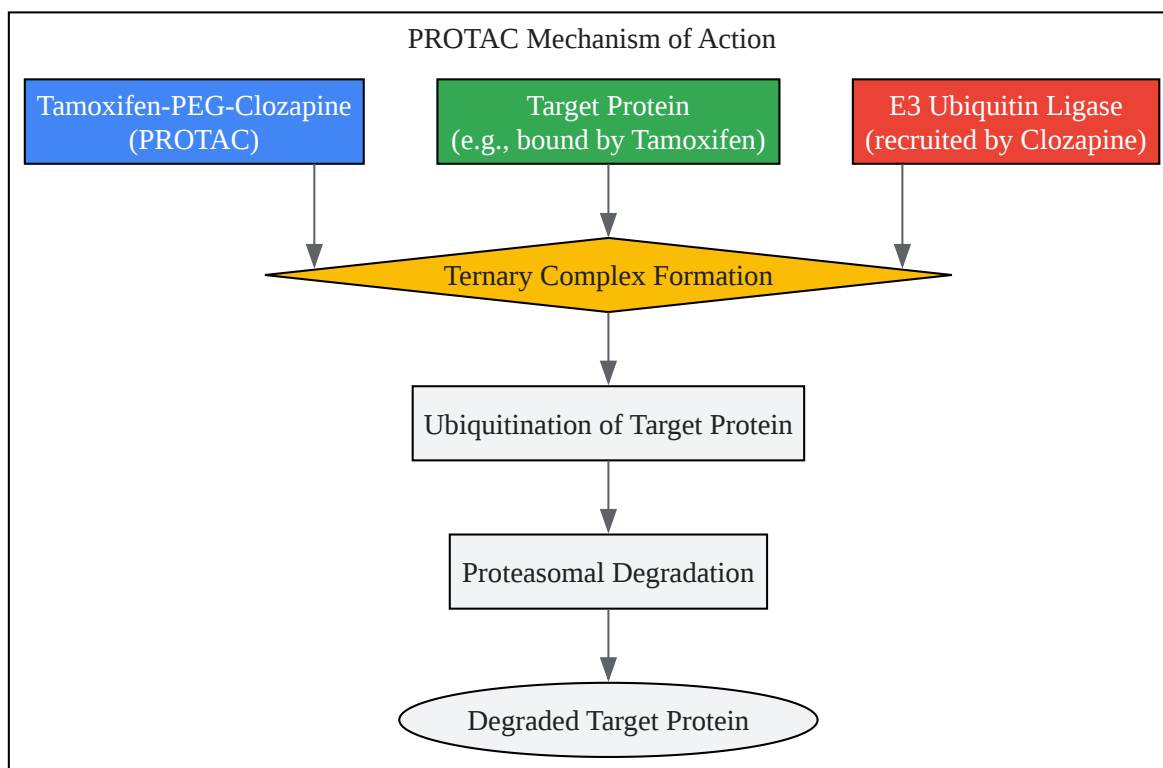 PROTAC Mechanism of Action
Tamoxifen-PEG-Clozapine
(PROTAC)
Target Protein
(e.g., bound by Tamoxifen)
E3 Ubiquitin Ligase
(recruited by Clozapine)
Ternary Complex Formation
Ubiquitination of Target Protein
Proteasomal Degradation
Degraded Target Protein